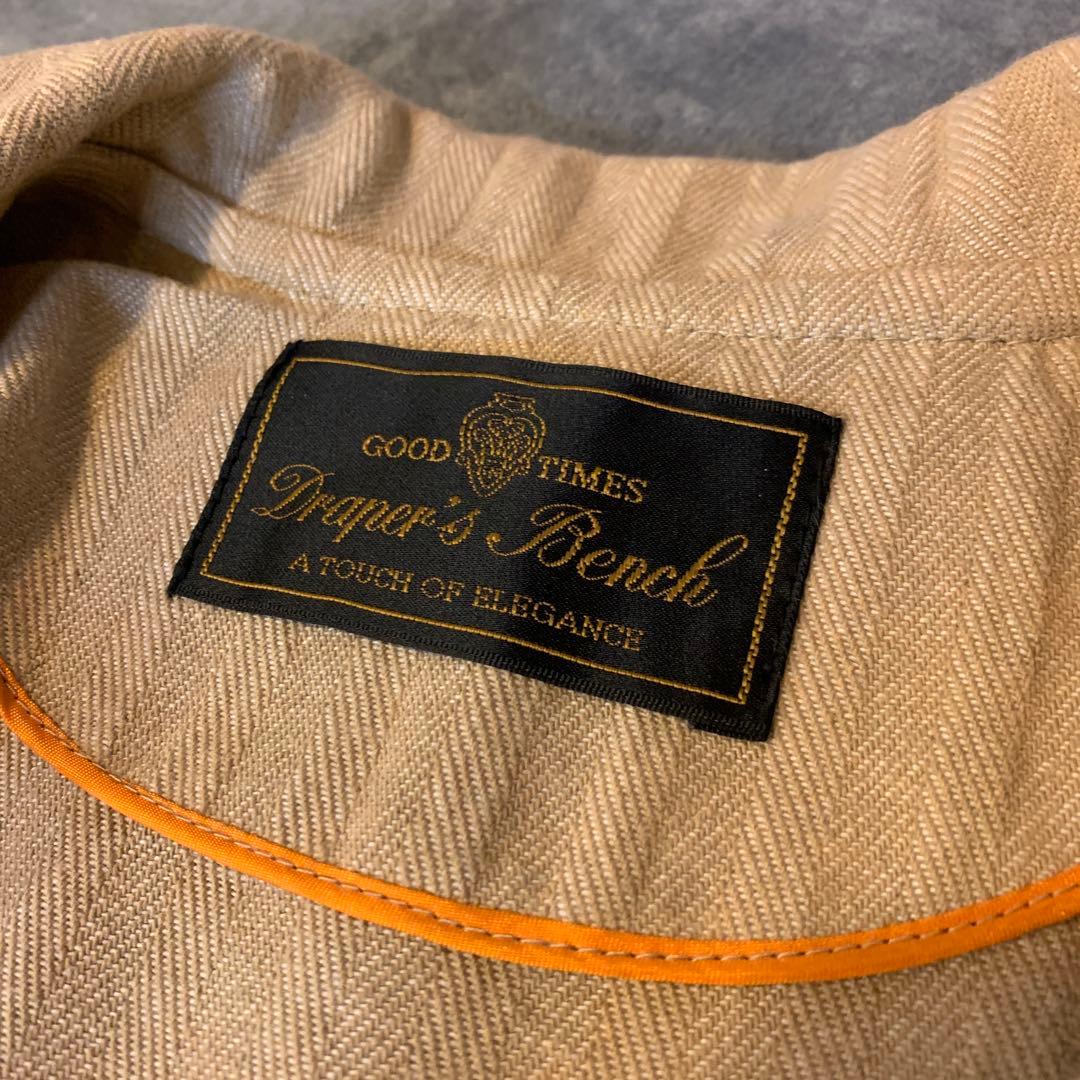 GOOD TIMES
Draper's Bench
A TOUCH OF ELEGANCE